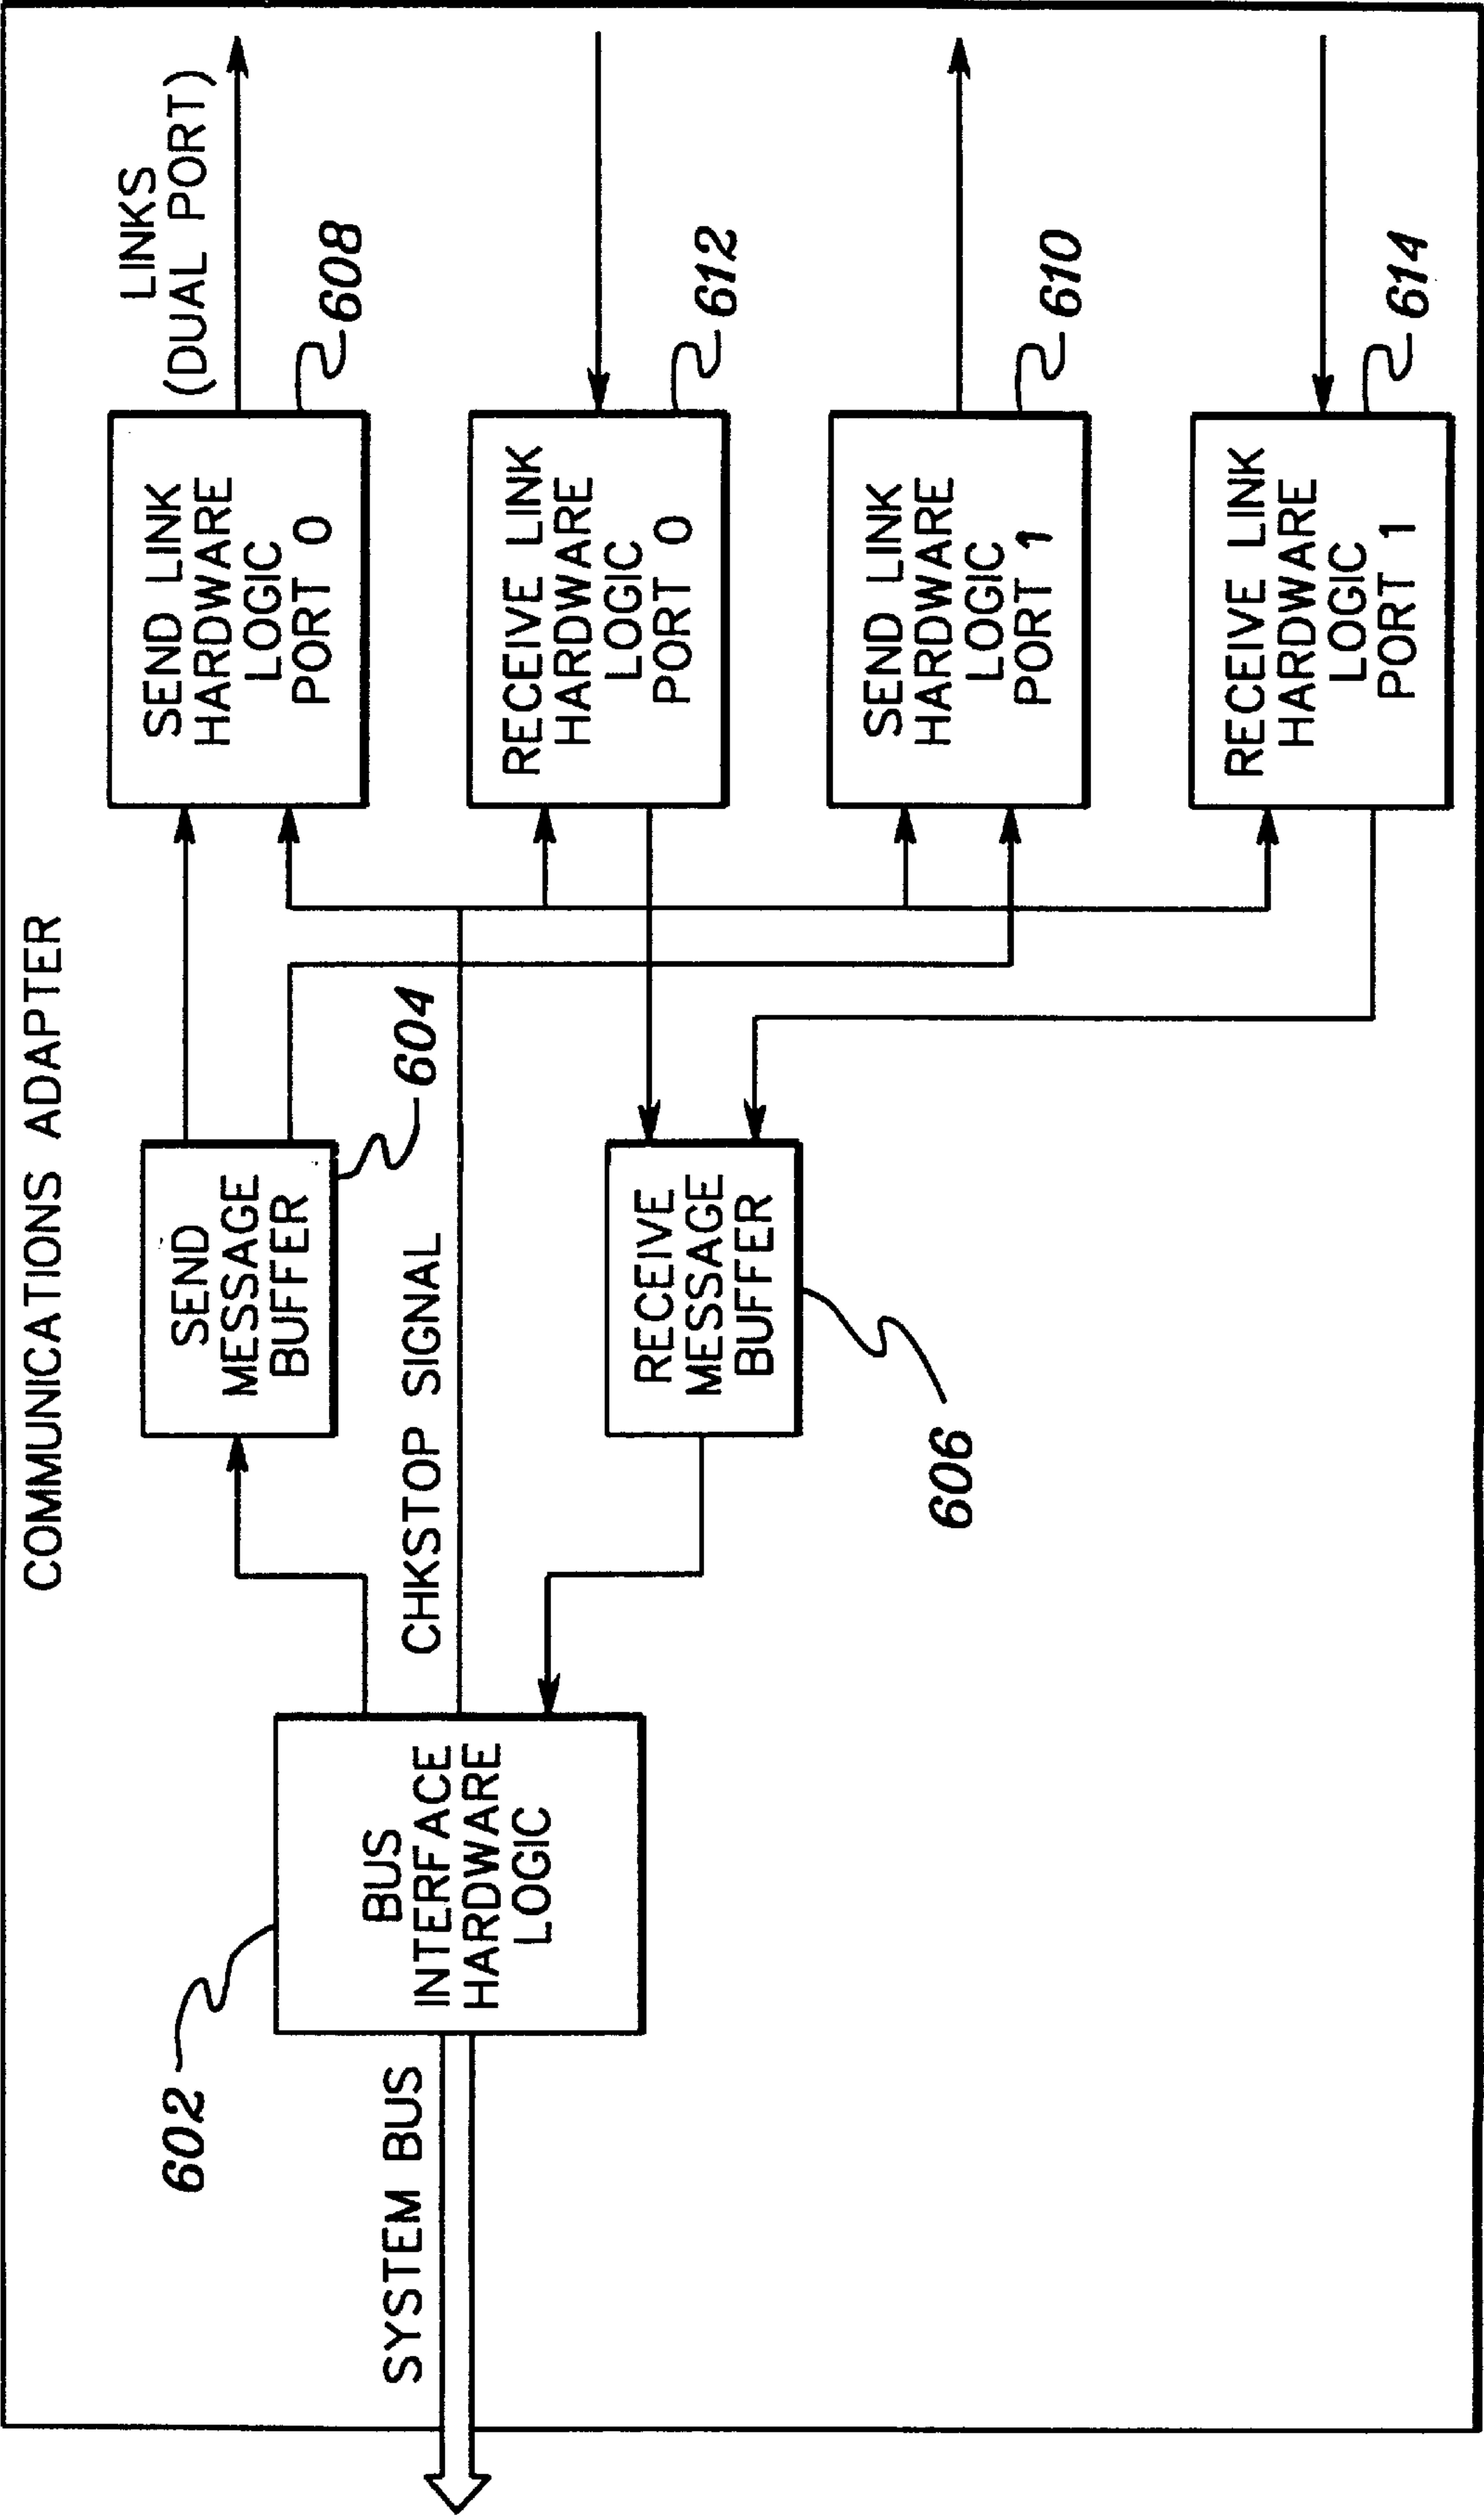 COMMUNICATIONS ADAPTER
LINKS
(DUAL PORT)
602
SYSTEM BUS
BUS
INTERFACE
HARDWARE
LOGIC
SEND
MESSAGE
BUFFER
604
CHKSTOP SIGNAL
RECEIVE
MESSAGE
BUFFER
606
SEND LINK
HARDWARE
LOGIC
PORT 0
608
RECEIVE LINK
HARDWARE
LOGIC
PORT 0
612
SEND LINK
HARDWARE
LOGIC
PORT 1
610
RECEIVE LINK
HARDWARE
LOGIC
PORT 1
614